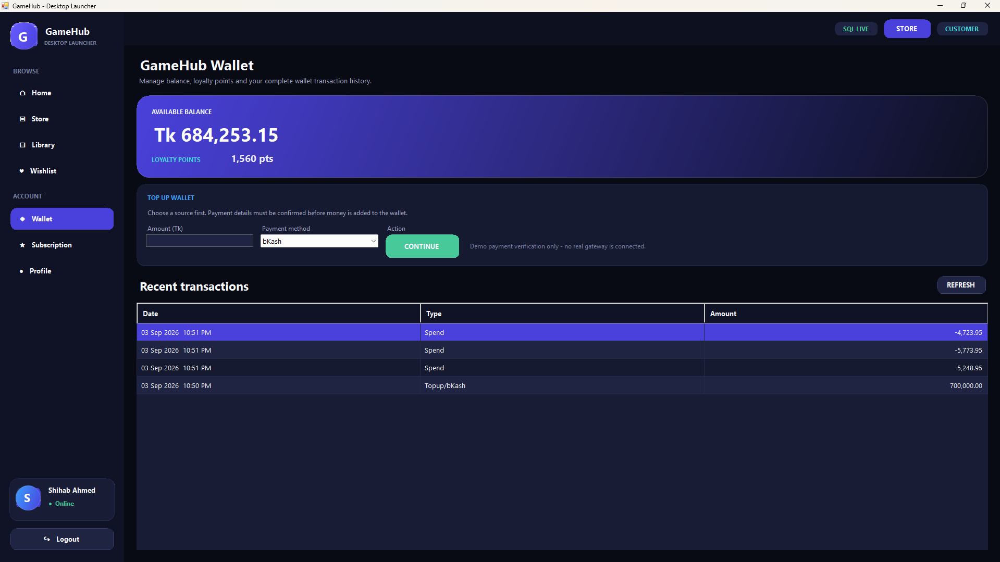 GameHub - Desktop Launcher
G
GameHub
DESKTOP LAUNCHER
BROWSE
Home
Store
Library
Wishlist
ACCOUNT
Wallet
Subscription
Profile
S
Shihab Ahmed
Online
Logout
SQL LIVE
STORE
CUSTOMER
GameHub Wallet
Manage balance, loyalty points and your complete wallet transaction history.
AVAILABLE BALANCE
Tk 684,253.15
LOYALTY POINTS 1,560 pts
TOP UP WALLET
Choose a source first. Payment details must be confirmed before money is added to the wallet.
Amount (Tk) Payment method Action
bKash CONTINUE Demo payment verification only - no real gateway is connected.
Recent transactions
REFRESH
Date Type Amount
03 Sep 2026 10:51 PM Spend -4,723.95
03 Sep 2026 10:51 PM Spend -5,773.95
03 Sep 2026 10:51 PM Spend -5,248.95
03 Sep 2026 10:50 PM Topup/bKash 700,000.00